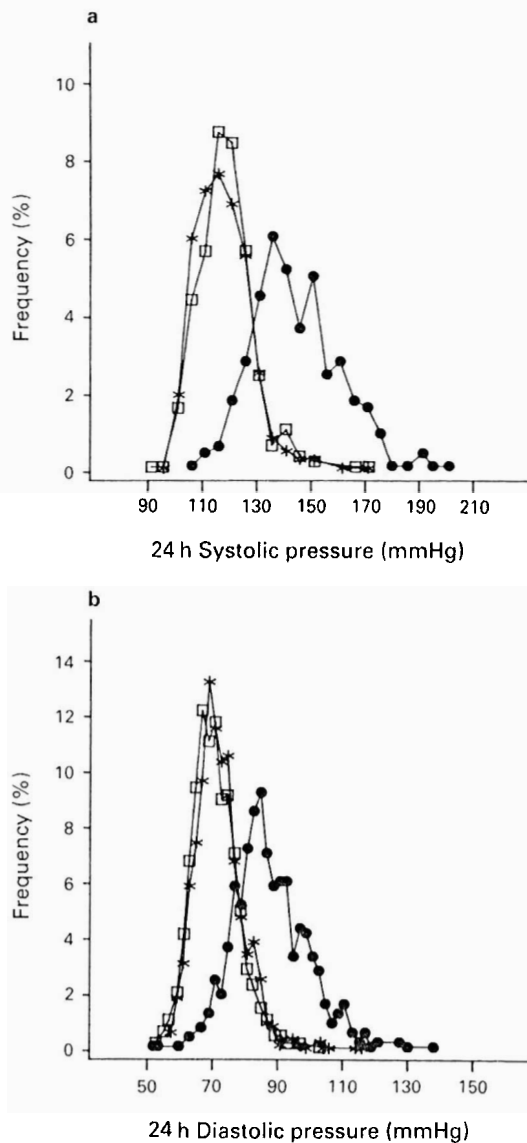 a
Frequency (%)
10
8
6
4
2
0
90 110 130 150 170 190 210
24 h Systolic pressure (mmHg)
b
Frequency (%)
14
12
10
8
6
4
2
0
50 70 90 110 130 150
24 h Diastolic pressure (mmHg)